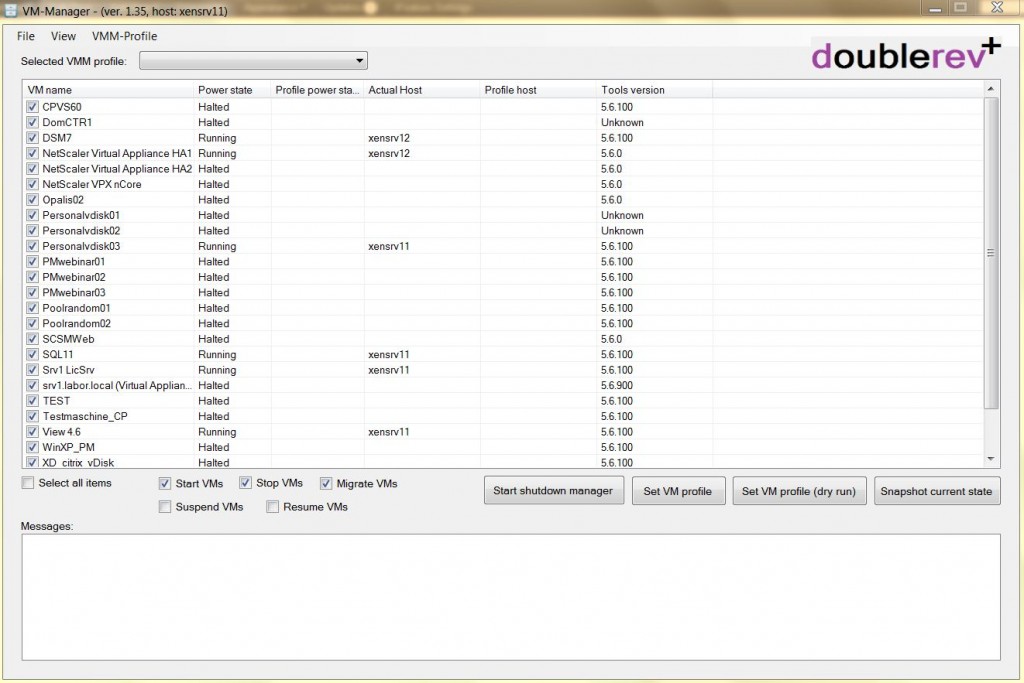 VM-Manager - (ver. 1.35, host: xensrv11)
File View VMM-Profile
Selected VMM profile:
doublerev+
VM name Power state Profile power sta... Actual Host Profile host Tools version
CPVS60 Halted 5.6.100
DomCTR1 Halted Unknown
DSM7 Running xensrv12 5.6.100
NetScaler Virtual Appliance HA1 Running xensrv12 5.6.0
NetScaler Virtual Appliance HA2 Halted 5.6.0
NetScaler VPX nCore Halted 5.6.0
Opalis02 Halted 5.6.0
Personalvdisk01 Halted Unknown
Personalvdisk02 Halted Unknown
Personalvdisk03 Running xensrv11 5.6.100
PMwebinar01 Halted 5.6.100
PMwebinar02 Halted 5.6.100
PMwebinar03 Halted 5.6.100
Poolrandom01 Halted 5.6.100
Poolrandom02 Halted 5.6.100
SCSMWeb Halted 5.6.0
SQL11 Running xensrv11 5.6.100
Srv1 LicSrv Running xensrv11 5.6.100
srv1.labor.local (Virtual Applian... Halted 5.6.900
TEST Halted 5.6.100
Testmaschine_CP Halted 5.6.100
View 4.6 Running xensrv11 5.6.100
WinXP_PM Halted 5.6.100
XD_citrix_vDisk Halted 5.6.100
Select all items Start VMs Stop VMs Migrate VMs Start shutdown manager Set VM profile Set VM profile (dry run) Snapshot current state
Suspend VMs Resume VMs
Messages: